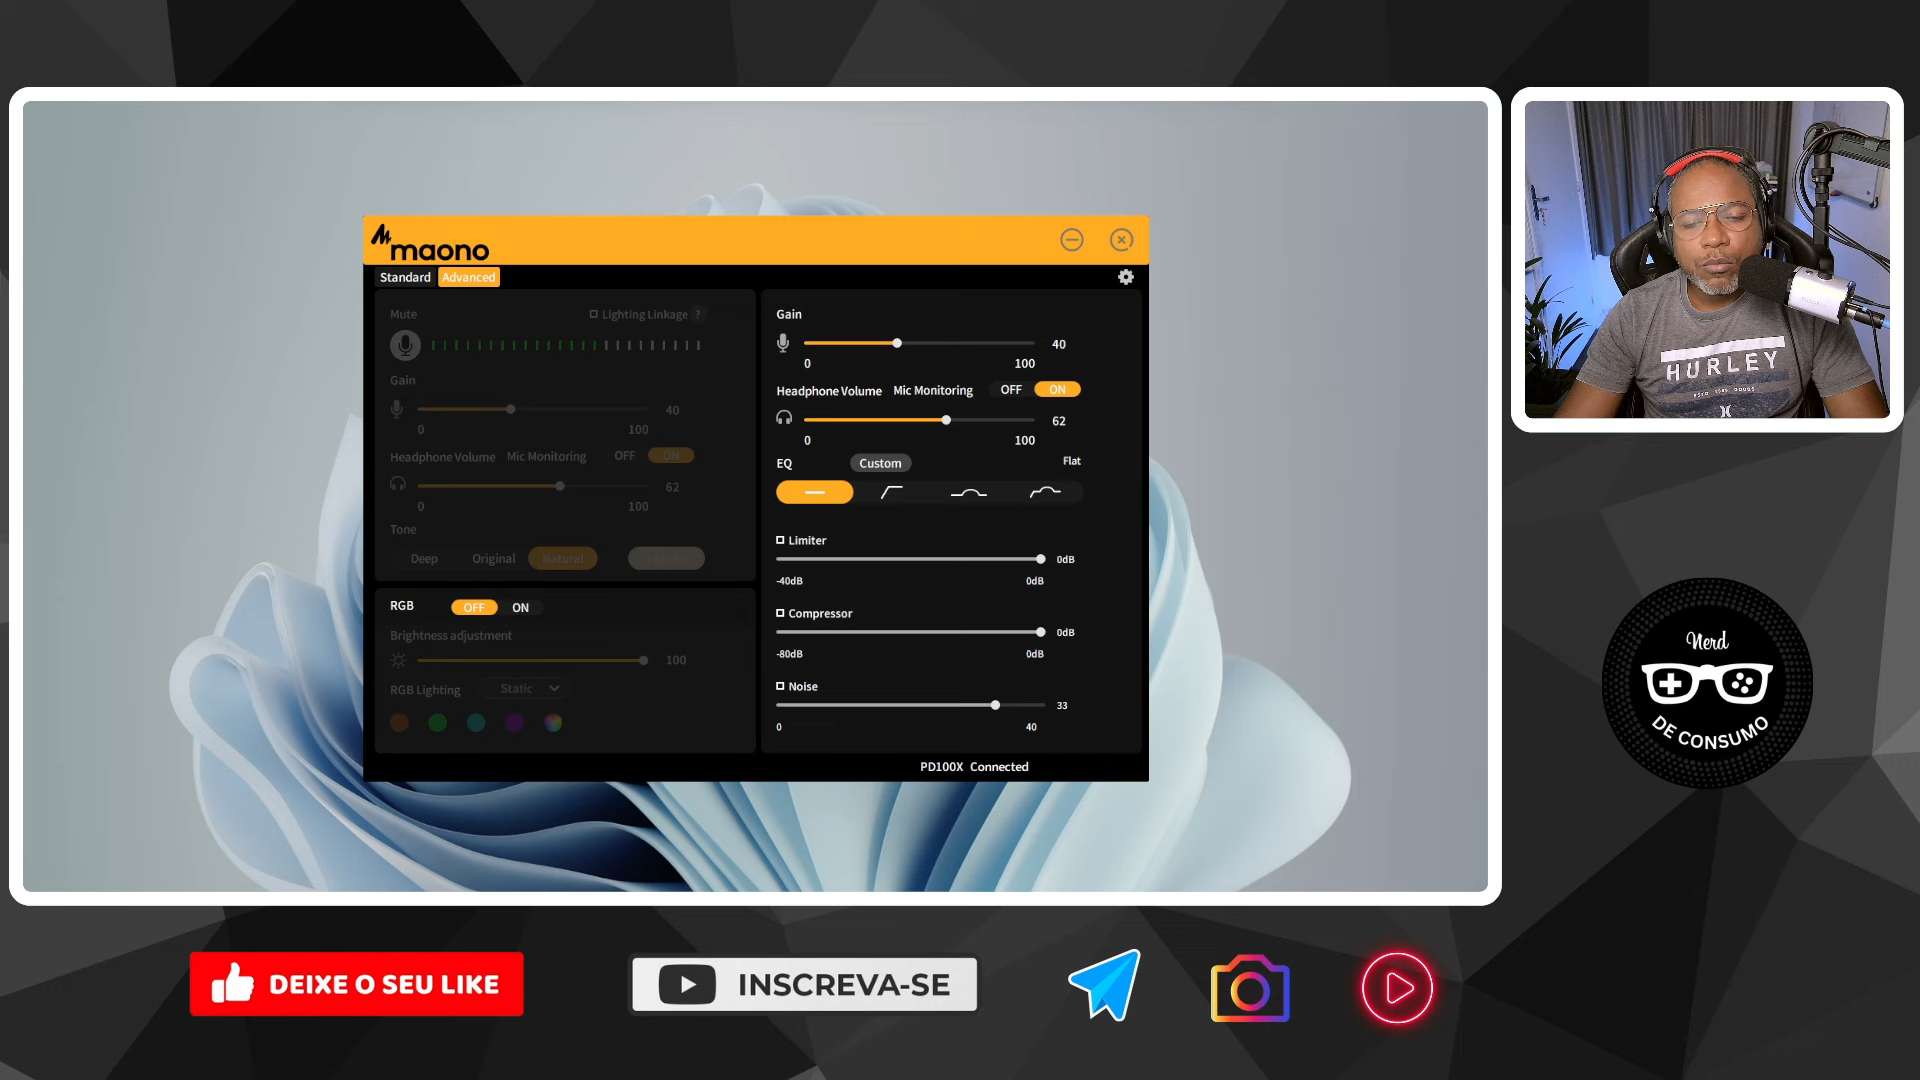 maono
Standard Advanced
Mute Lighting Linkage ?
Gain
40
0 100
Headphone Volume Mic Monitoring OFF ON
62
0 100
Tone
Deep Original Natural
RGB OFF ON
Brightness adjustment
100
RGB Lighting Static
Gain
40
0 100
Headphone Volume Mic Monitoring OFF ON
62
0 100
EQ Custom Flat
Limiter
0dB
-40dB 0dB
Compressor
0dB
-80dB 0dB
Noise
33
0 40
PD100X Connected
HURLEY
Nerd
DE CONSUMO
DEIXE O SEU LIKE
INSCREVA-SE